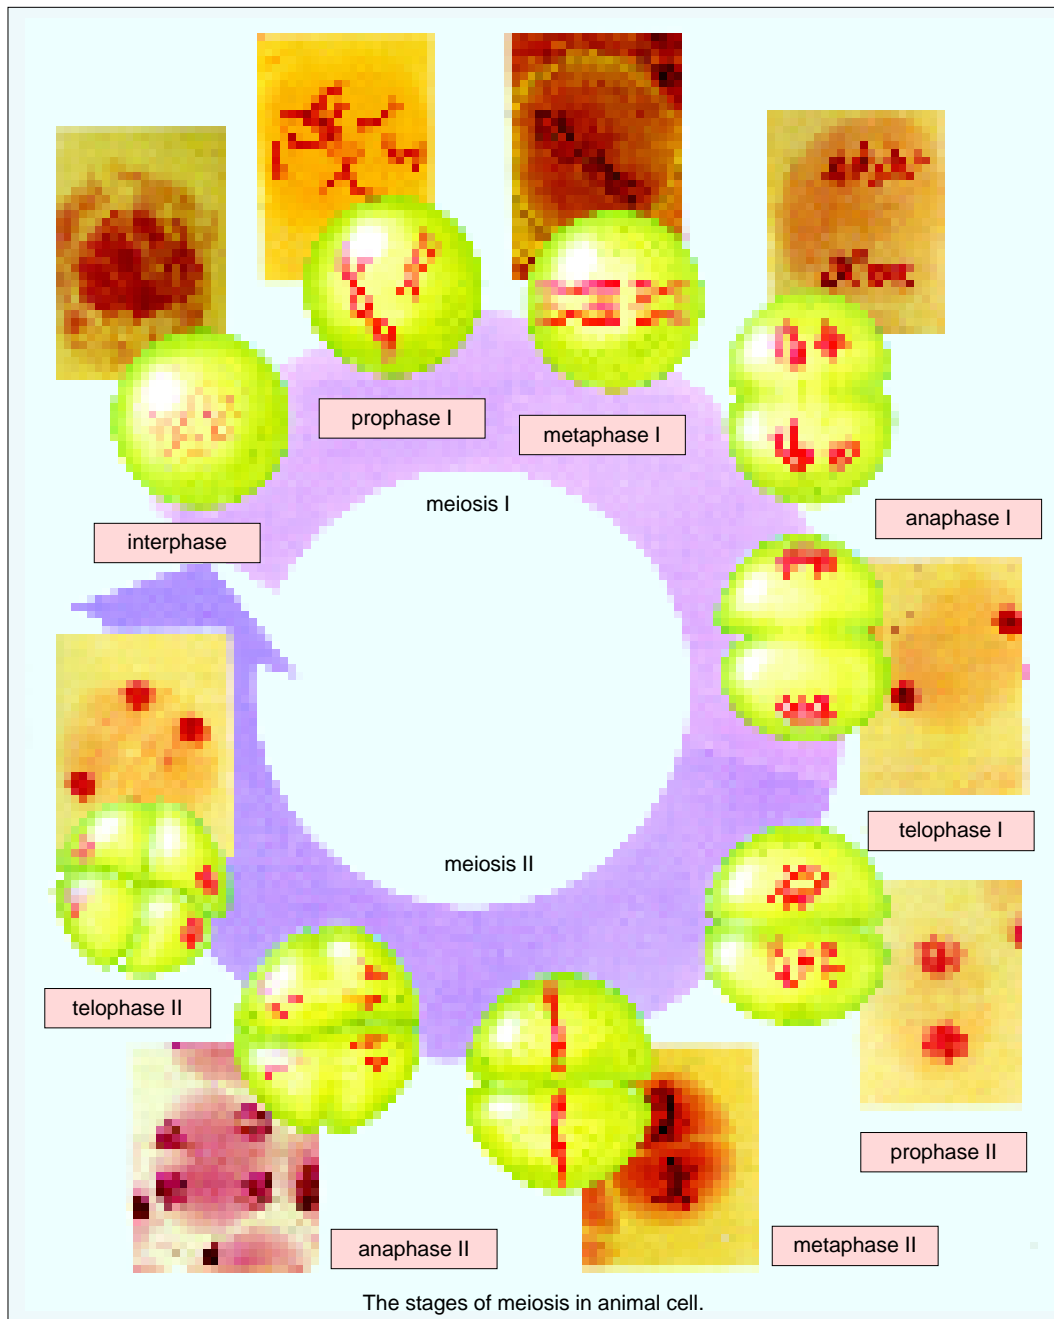 prophase I
metaphase I
meiosis I
anaphase I
interphase
telophase I
meiosis II
telophase II
prophase II
anaphase II
metaphase II
The stages of meiosis in animal cell.